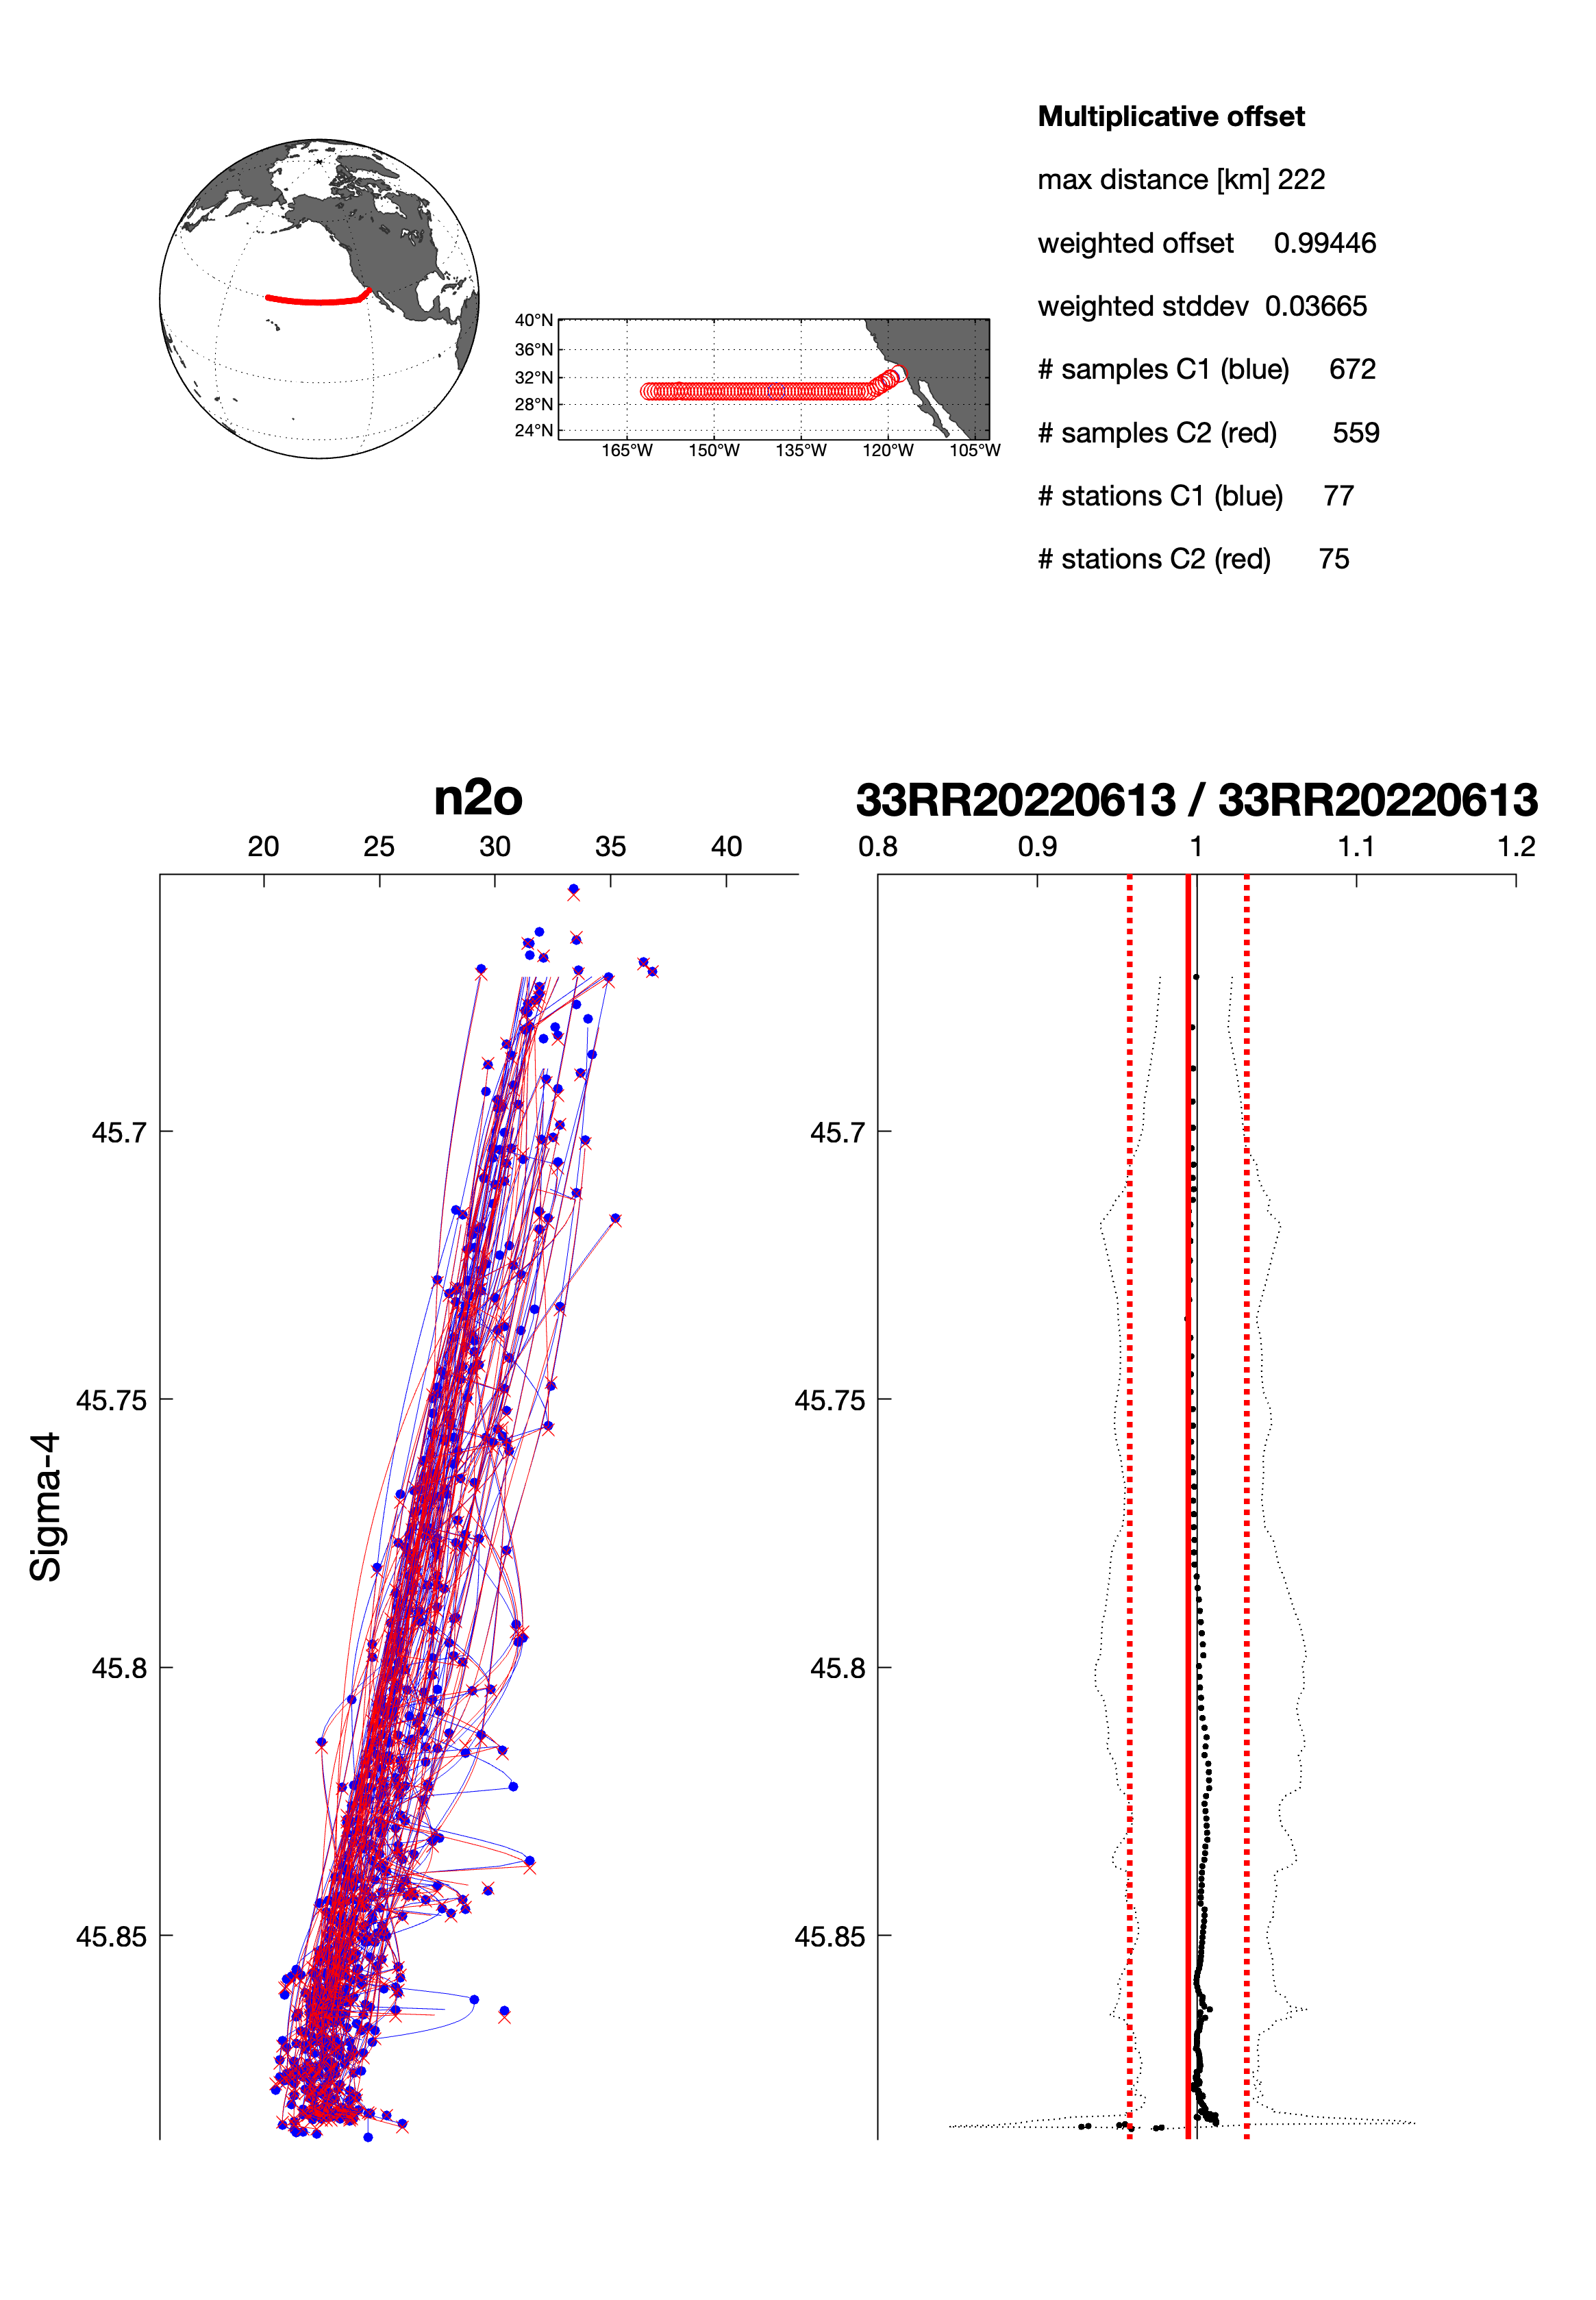 Multiplicative offset
max distance [km] 222
weighted offset 0.99446
weighted stddev 0.03665
# samples C1 (blue) 672
# samples C2 (red) 559
# stations C1 (blue) 77
# stations C2 (red) 75
40°N
36°N
32°N
28°N
24°N
165°W 150°W 135°W 120°W 105°W
n2o
20 25 30 35 40
45.7
45.75
45.8
45.85
Sigma-4
33RR20220613 / 33RR20220613
0.8 0.9 1 1.1 1.2
45.7
45.75
45.8
45.85